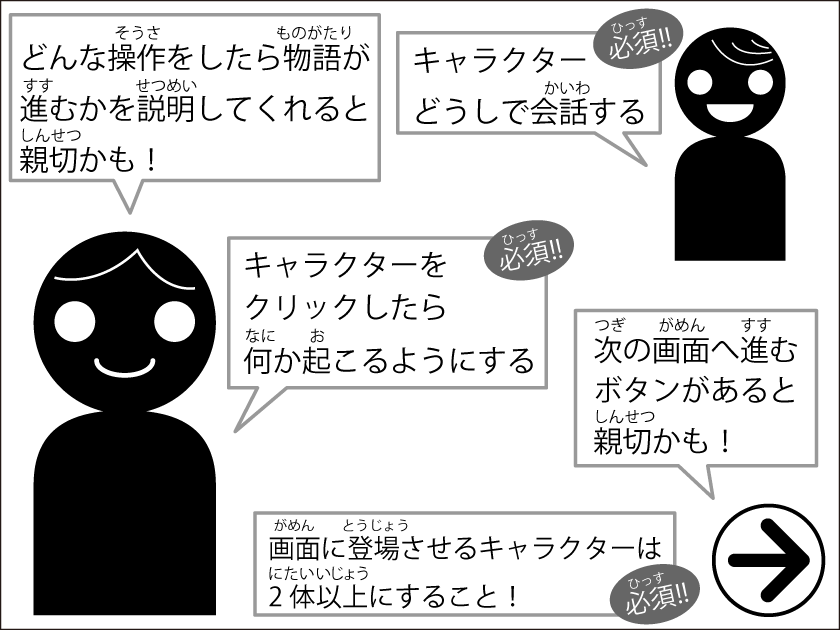 そうさ ものがたり
どんな操作をしたら物語が
すす せつめい
進むかを説明してくれると
しんせつ
親切かも！
ひっす
必須!!
キャラクター
かいわ
どうしで会話する
ひっす
必須!!
キャラクターを
クリックしたら
なに お
何か起こるようにする
つぎ がめん すす
次の画面へ進む
ボタンがあると
しんせつ
親切かも！
がめん とうじょう
画面に登場させるキャラクターは
にたいいじょう
2体以上にすること！
ひっす
必須!!